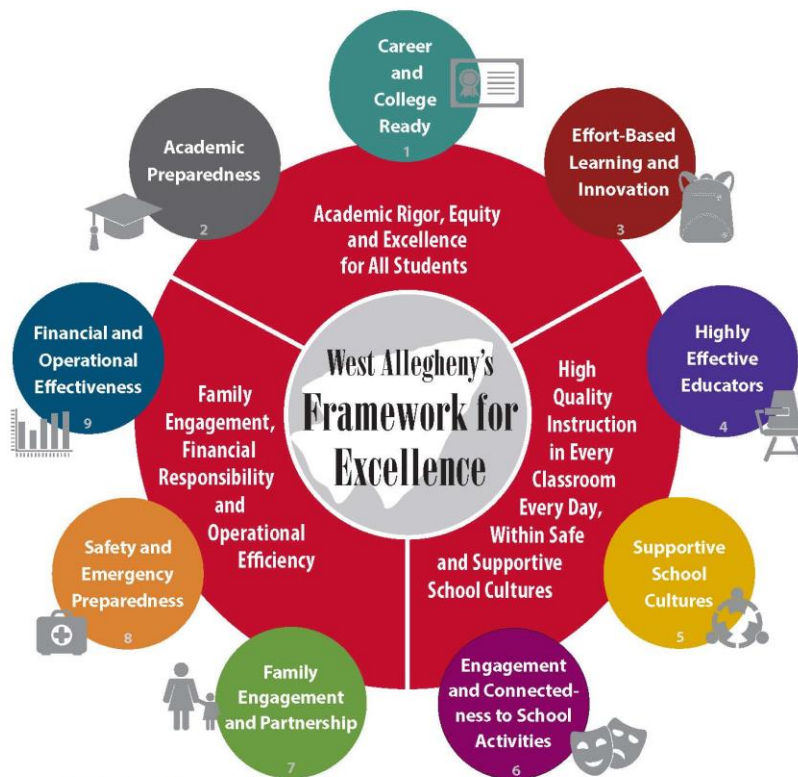 Career
and
College
Ready
1
Academic
Preparedness
2
Effort-Based
Learning and
Innovation
3
Academic Rigor, Equity
and Excellence
for All Students
Financial and
Operational
Effectiveness
9
Highly
Effective
Educators
4
West Allegheny's
Framework for
Excellence
Family
Engagement,
Financial
Responsibility
and
Operational
Efficiency
High
Quality
Instruction
in Every
Classroom
Every Day,
Within Safe
and Supportive
School Cultures
Safety and
Emergency
Preparedness
8
Supportive
School
Cultures
5
Family
Engagement
and Partnership
7
Engagement
and Connected-
ness to School
Activities
6